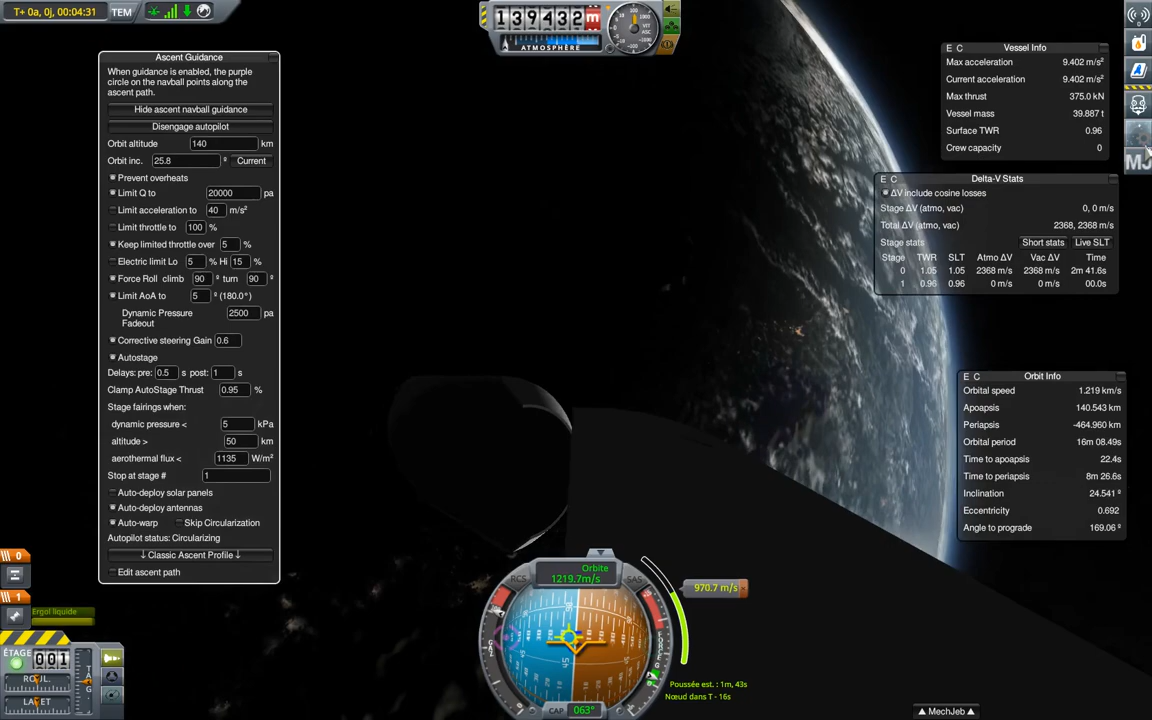 T+ 0a, 0j, 00:04:31 TEM
139432m
ATMOSPHÈRE
Ascent Guidance
When guidance is enabled, the purple
circle on the navball points along the
ascent path.
Hide ascent navball guidance
Disengage autopilot
Orbit altitude 140 km
Orbit inc. 25.8 º Current
Prevent overheats
Limit Q to 20000 pa
Limit acceleration to 40 m/s²
Limit throttle to 100 %
Keep limited throttle over 5 %
Electric limit Lo 5 % Hi 15 %
Force Roll climb 90 º turn 90 º
Limit AoA to 5 º (180.0°)
Dynamic Pressure
Fadeout 2500 pa
Corrective steering Gain 0.6
Autostage
Delays: pre: 0.5 s post: 1 s
Clamp AutoStage Thrust 0.95 %
Stage fairings when:
dynamic pressure < 5 kPa
altitude > 50 km
aerothermal flux < 1135 W/m²
Stop at stage # 1
Auto-deploy solar panels
Auto-deploy antennas
Auto-warp Skip Circularization
Autopilot status: Circularizing
↓ Classic Ascent Profile ↓
Edit ascent path
E C Vessel Info
Max acceleration 9.402 m/s²
Current acceleration 9.402 m/s²
Max thrust 375.0 kN
Vessel mass 39.887 t
Surface TWR 0.96
Crew capacity 0
MJ
E C Delta-V Stats
ΔV include cosine losses
Stage ΔV (atmo, vac) 0, 0 m/s
Total ΔV (atmo, vac) 2368, 2368 m/s
Stage stats Short stats Live SLT
Stage TWR SLT Atmo ΔV Vac ΔV Time
0 1.05 1.05 2368 m/s 2368 m/s 2m 41.6s
1 0.96 0.96 0 m/s 0 m/s 00.0s
E C Orbit Info
Orbital speed 1.219 km/s
Apoapsis 140.543 km
Periapsis -464.960 km
Orbital period 16m 08.49s
Time to apoapsis 22.4s
Time to periapsis 8m 26.6s
Inclination 24.541 º
Eccentricity 0.692
Angle to prograde 169.06 º
0
1
Ergol liquide
ÉTAGE 001
ROUL.
LACET
TANG.
RCS
Orbite
1219.7m/s
SAS
CAP 063°
970.7 m/s
Poussée est. : 1m, 43s
Nœud dans T - 16s
▲ MechJeb ▲